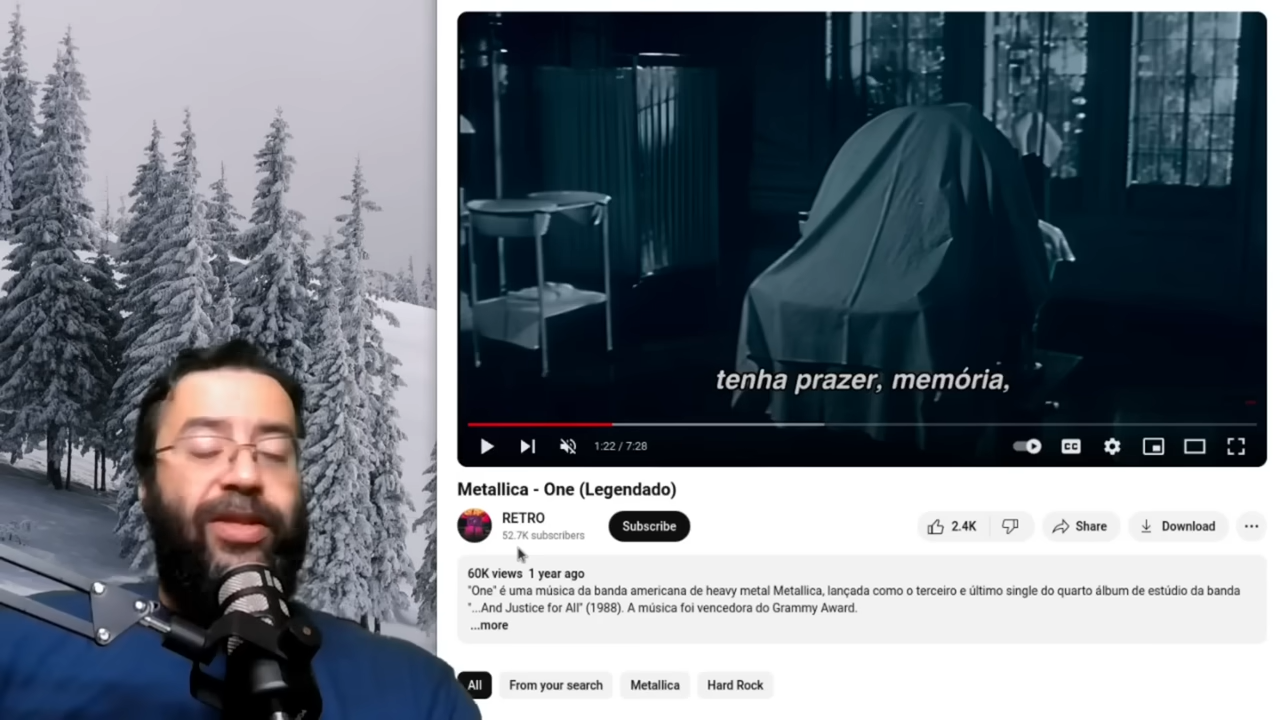 tenha prazer, memória,
1:22 / 7:28
CC
Metallica - One (Legendado)
RETRO
52.7K subscribers
Subscribe
2.4K
Share
Download
60K views 1 year ago
"One" é uma música da banda americana de heavy metal Metallica, lançada como o terceiro e último single do quarto álbum de estúdio da banda
"...And Justice for All" (1988). A música foi vencedora do Grammy Award.
...more
All
From your search
Metallica
Hard Rock